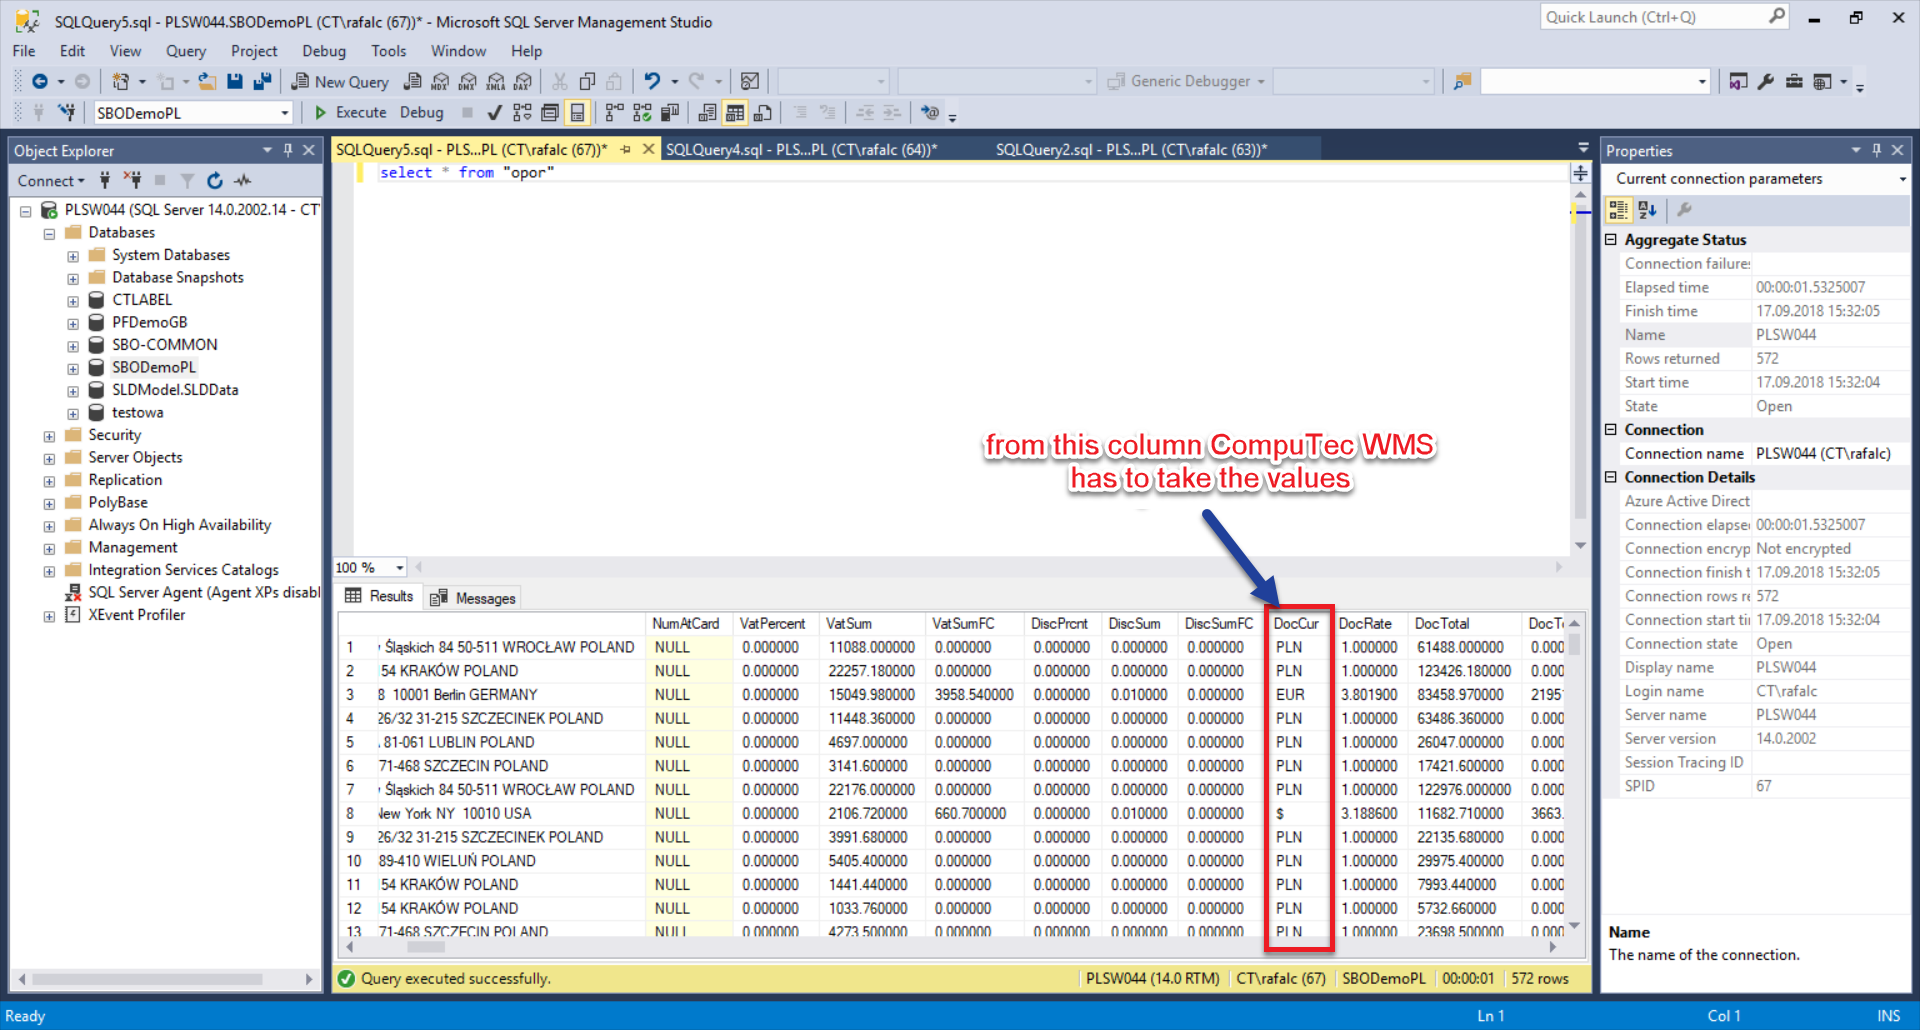 SQLQuery5.sql - PLSW044.SBODemoPL (CT\rafalc (67))* - Microsoft SQL Server Management Studio
Quick Launch (Ctrl+Q)
File Edit View Query Project Debug Tools Window Help
New Query MDX DMX XMLA DAX Generic Debugger
SBODemoPL Execute Debug
Object Explorer
Connect
PLSW044 (SQL Server 14.0.2002.14 - CT\
Databases
System Databases
Database Snapshots
CTLABEL
PFDemoGB
SBO-COMMON
SBODemoPL
SLDModel.SLDData
testowa
Security
Server Objects
Replication
PolyBase
Always On High Availability
Management
Integration Services Catalogs
SQL Server Agent (Agent XPs disabl
XEvent Profiler
SQLQuery5.sql - PLS...PL (CT\rafalc (67))* SQLQuery4.sql - PLS...PL (CT\rafalc (64))* SQLQuery2.sql - PLS...PL (CT\rafalc (63))*
select * from "opor"
from this column CompuTec WMS
has to take the values
100 %
Results Messages
NumAtCard VatPercent VatSum VatSumFC DiscPrcnt DiscSum DiscSumFC DocCur DocRate DocTotal DocT
1 Śląskich 84 50-511 WROCŁAW POLAND NULL 0.000000 11088.000000 0.000000 0.000000 0.000000 0.000000 PLN 1.000000 61488.000000 0.000
2 54 KRAKÓW POLAND NULL 0.000000 22257.180000 0.000000 0.000000 0.000000 0.000000 PLN 1.000000 123426.180000 0.000
3 8 10001 Berlin GERMANY NULL 0.000000 15049.980000 3958.540000 0.000000 0.010000 0.000000 EUR 3.801900 83458.970000 2195
4 26/32 31-215 SZCZECINEK POLAND NULL 0.000000 11448.360000 0.000000 0.000000 0.000000 0.000000 PLN 1.000000 63486.360000 0.000
5 81-061 LUBLIN POLAND NULL 0.000000 4697.000000 0.000000 0.000000 0.000000 0.000000 PLN 1.000000 26047.000000 0.000
6 71-468 SZCZECIN POLAND NULL 0.000000 3141.600000 0.000000 0.000000 0.000000 0.000000 PLN 1.000000 17421.600000 0.000
7 Śląskich 84 50-511 WROCŁAW POLAND NULL 0.000000 22176.000000 0.000000 0.000000 0.000000 0.000000 PLN 1.000000 122976.000000 0.000
8 New York NY 10010 USA NULL 0.000000 2106.720000 660.700000 0.000000 0.010000 0.000000 $ 3.188600 11682.710000 3663.
9 26/32 31-215 SZCZECINEK POLAND NULL 0.000000 3991.680000 0.000000 0.000000 0.000000 0.000000 PLN 1.000000 22135.680000 0.000
10 89-410 WIELUŃ POLAND NULL 0.000000 5405.400000 0.000000 0.000000 0.000000 0.000000 PLN 1.000000 29975.400000 0.000
11 54 KRAKÓW POLAND NULL 0.000000 1441.440000 0.000000 0.000000 0.000000 0.000000 PLN 1.000000 7993.440000 0.000
12 54 KRAKÓW POLAND NULL 0.000000 1033.760000 0.000000 0.000000 0.000000 0.000000 PLN 1.000000 5732.660000 0.000
13 71-468 SZCZECIN POLAND NULL 0.000000 4273.500000 0.000000 0.000000 0.000000 0.000000 PLN 1.000000 23698.500000 0.000
Query executed successfully. PLSW044 (14.0 RTM) CT\rafalc (67) SBODemoPL 00:00:01 572 rows
Properties
Current connection parameters
Aggregate Status
Connection failures
Elapsed time 00:00:01.5325007
Finish time 17.09.2018 15:32:05
Name PLSW044
Rows returned 572
Start time 17.09.2018 15:32:04
State Open
Connection
Connection name PLSW044 (CT\rafalc)
Connection Details
Azure Active Direct
Connection elapse 00:00:01.5325007
Connection encryp Not encrypted
Connection finish t 17.09.2018 15:32:05
Connection rows re 572
Connection start ti 17.09.2018 15:32:04
Connection state Open
Display name PLSW044
Login name CT\rafalc
Server name PLSW044
Server version 14.0.2002
Session Tracing ID
SPID 67
Name
The name of the connection.
Ready Ln 1 Col 1 INS